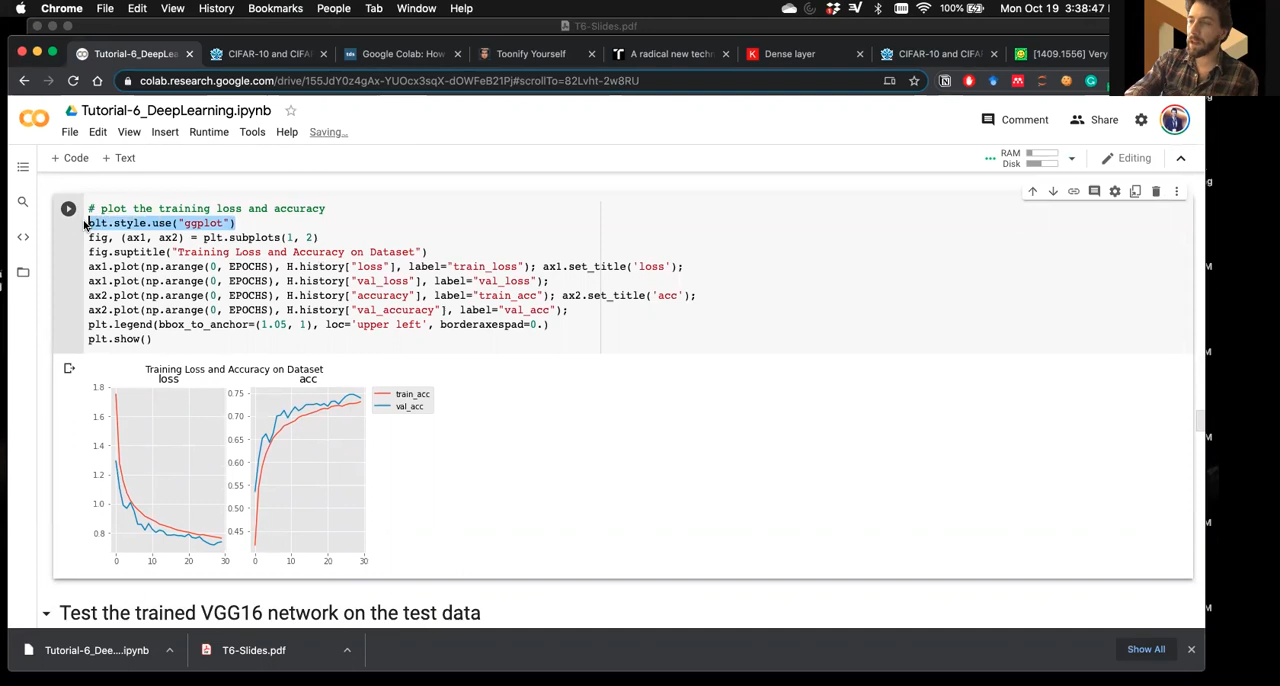 Chrome File Edit View History Bookmarks People Tab Window Help 100% Mon Oct 19 3:38:47
T6-Slides.pdf
Tutorial-6_DeepLea CIFAR-10 and CIFA Google Colab: How Toonify Yourself A radical new techn Dense layer CIFAR-10 and CIFA [1409.1556] Very
colab.research.google.com/drive/155JdY0z4gAx-YUOcx3sqX-dOWFeB21Pj#scrollTo=82Lvht-2w8RU
Tutorial-6_DeepLearning.ipynb
Comment Share
File Edit View Insert Runtime Tools Help Saving...
+ Code + Text RAM Disk Editing
# plot the training loss and accuracy
plt.style.use("ggplot")
fig, (ax1, ax2) = plt.subplots(1, 2)
fig.suptitle("Training Loss and Accuracy on Dataset")
ax1.plot(np.arange(0, EPOCHS), H.history["loss"], label="train_loss"); ax1.set_title('loss');
ax1.plot(np.arange(0, EPOCHS), H.history["val_loss"], label="val_loss");
ax2.plot(np.arange(0, EPOCHS), H.history["accuracy"], label="train_acc"); ax2.set_title('acc');
ax2.plot(np.arange(0, EPOCHS), H.history["val_accuracy"], label="val_acc");
plt.legend(bbox_to_anchor=(1.05, 1), loc='upper left', borderaxespad=0.)
plt.show()
Training Loss and Accuracy on Dataset
loss acc
1.8
1.6
1.4
1.2
1.0
0.8
0 10 20 30
0.75
0.70
0.65
0.60
0.55
0.50
0.45
0 10 20 30
train_acc
val_acc
Test the trained VGG16 network on the test data
Tutorial-6_Dee....ipynb T6-Slides.pdf Show All